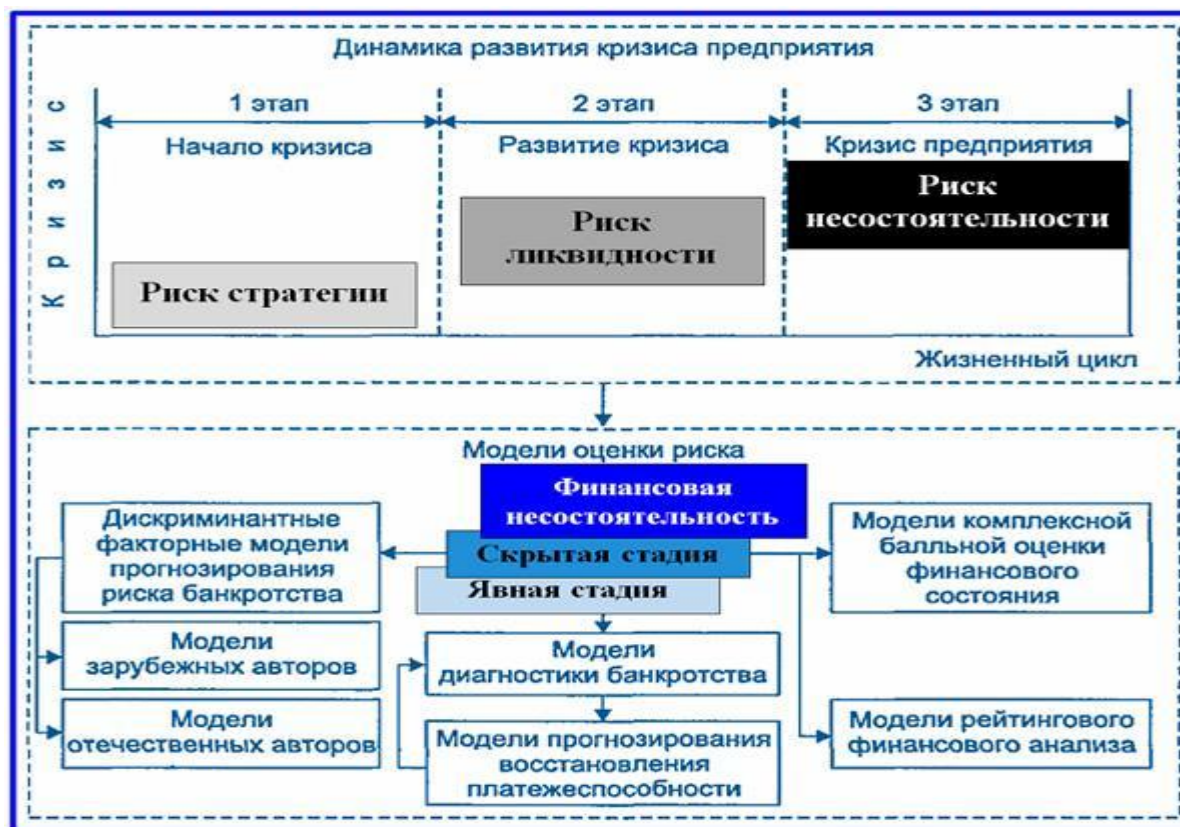 Динамика развития кризиса предприятия
Кризис
1 этап
2 этап
3 этап
Начало кризиса
Развитие кризиса
Кризис предприятия
Риск стратегии
Риск
ликвидности
Риск
несостоятельности
Жизненный цикл
Модели оценки риска
Финансовая
несостоятельность
Скрытая стадия
Явная стадия
Дискриминантные
факторные модели
прогнозирования
риска банкротства
Модели
зарубежных авторов
Модели
отечественных авторов
Модели
диагностики банкротства
Модели прогнозирования
восстановления
платежеспособности
Модели комплексной
балльной оценки
финансового
состояния
Модели рейтингового
финансового анализа